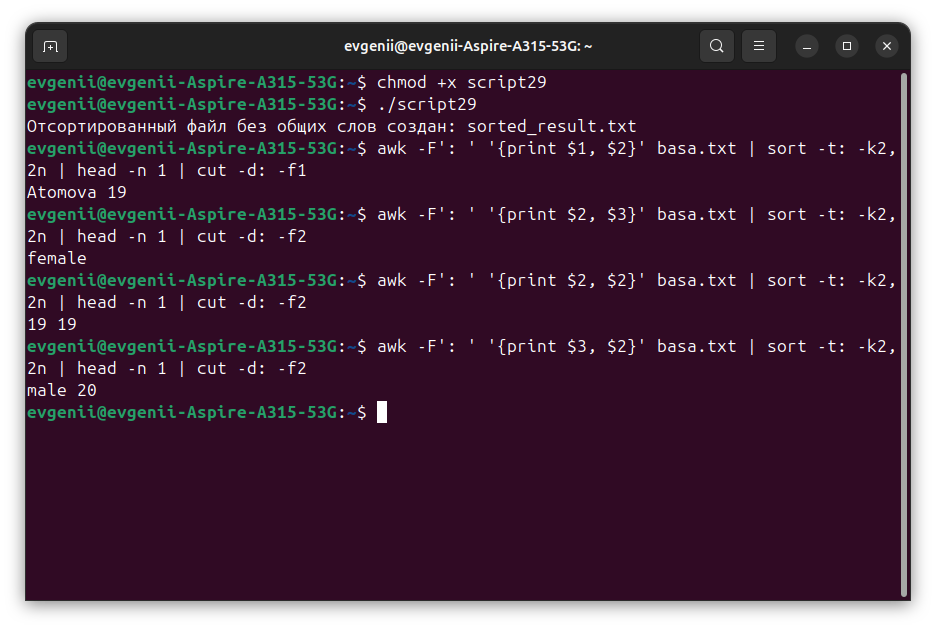 evgenii@evgenii-Aspire-A315-53G: ~
evgenii@evgenii-Aspire-A315-53G:~$ chmod +x script29
evgenii@evgenii-Aspire-A315-53G:~$ ./script29
Отсортированный файл без общих слов создан: sorted_result.txt
evgenii@evgenii-Aspire-A315-53G:~$ awk -F': ' '{print $1, $2}' basa.txt | sort -t: -k2,
2n | head -n 1 | cut -d: -f1
Atomova 19
evgenii@evgenii-Aspire-A315-53G:~$ awk -F': ' '{print $2, $3}' basa.txt | sort -t: -k2,
2n | head -n 1 | cut -d: -f2
female
evgenii@evgenii-Aspire-A315-53G:~$ awk -F': ' '{print $2, $2}' basa.txt | sort -t: -k2,
2n | head -n 1 | cut -d: -f2
19 19
evgenii@evgenii-Aspire-A315-53G:~$ awk -F': ' '{print $3, $2}' basa.txt | sort -t: -k2,
2n | head -n 1 | cut -d: -f2
male 20
evgenii@evgenii-Aspire-A315-53G:~$